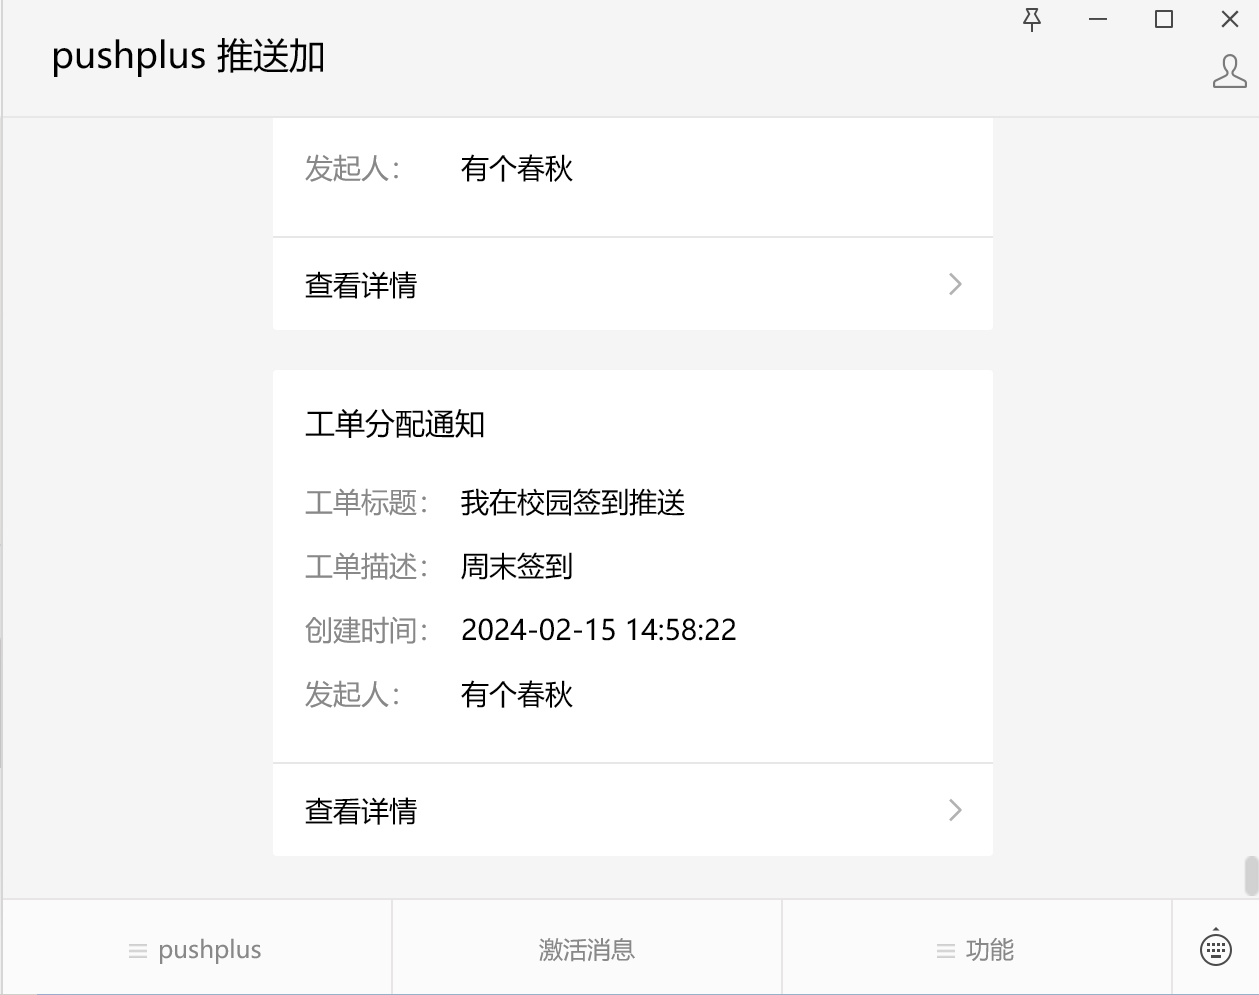 pushplus 推送加
发起人： 有个春秋
查看详情
工单分配通知
工单标题： 我在校园签到推送
工单描述： 周末签到
创建时间： 2024-02-15 14:58:22
发起人： 有个春秋
查看详情
pushplus 激活消息 功能